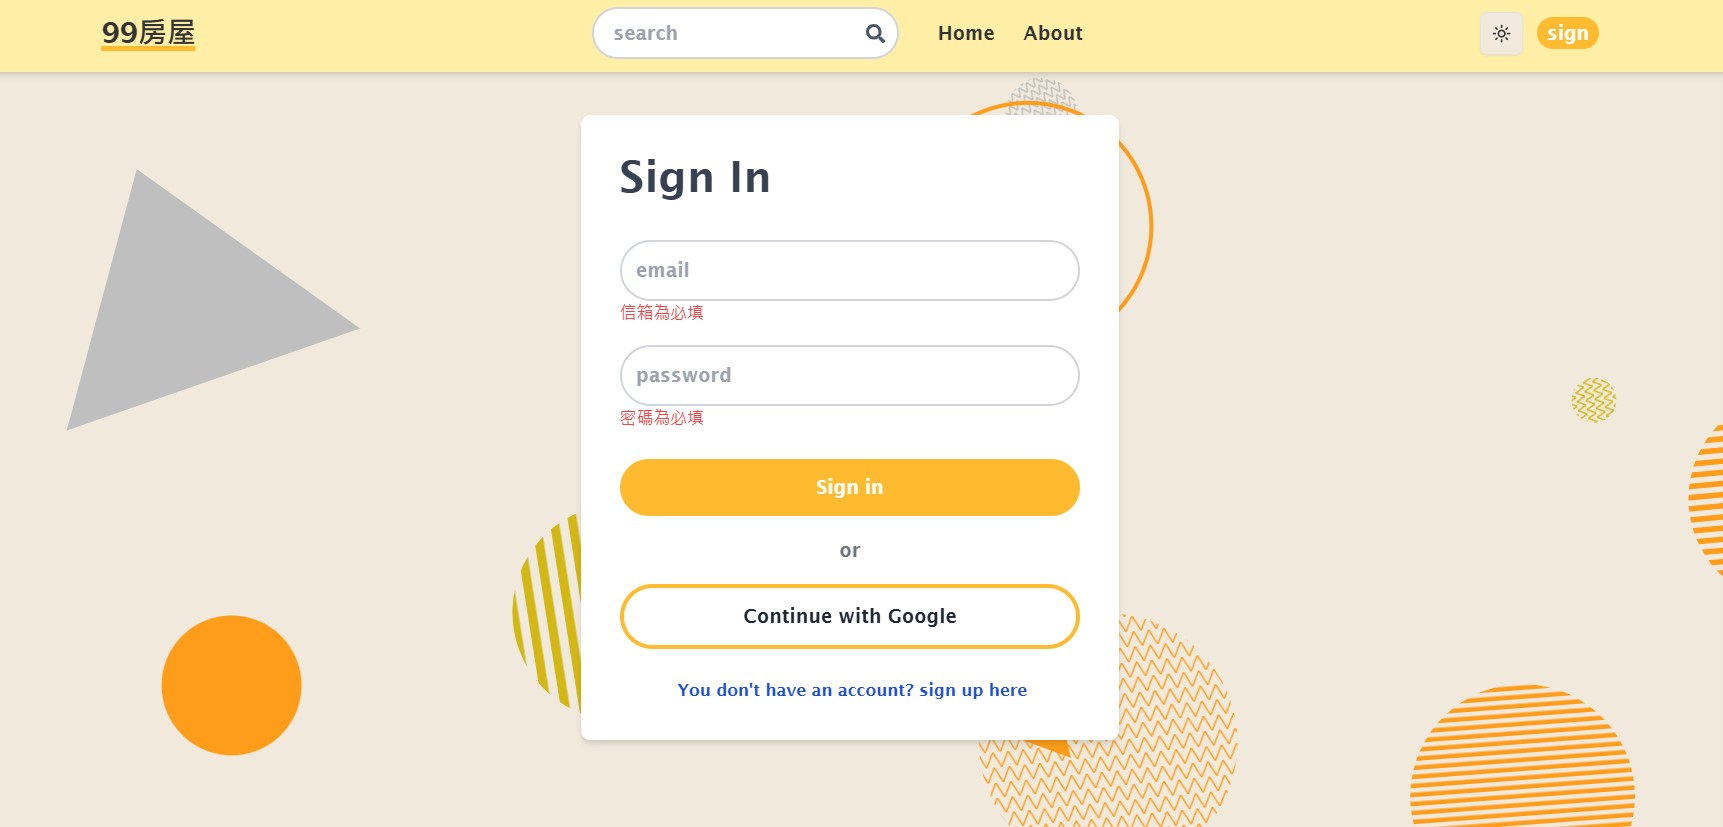 99房屋
search
Home
About
sign
Sign In
email
信箱為必填
password
密碼為必填
Sign in
or
Continue with Google
You don't have an account? sign up here